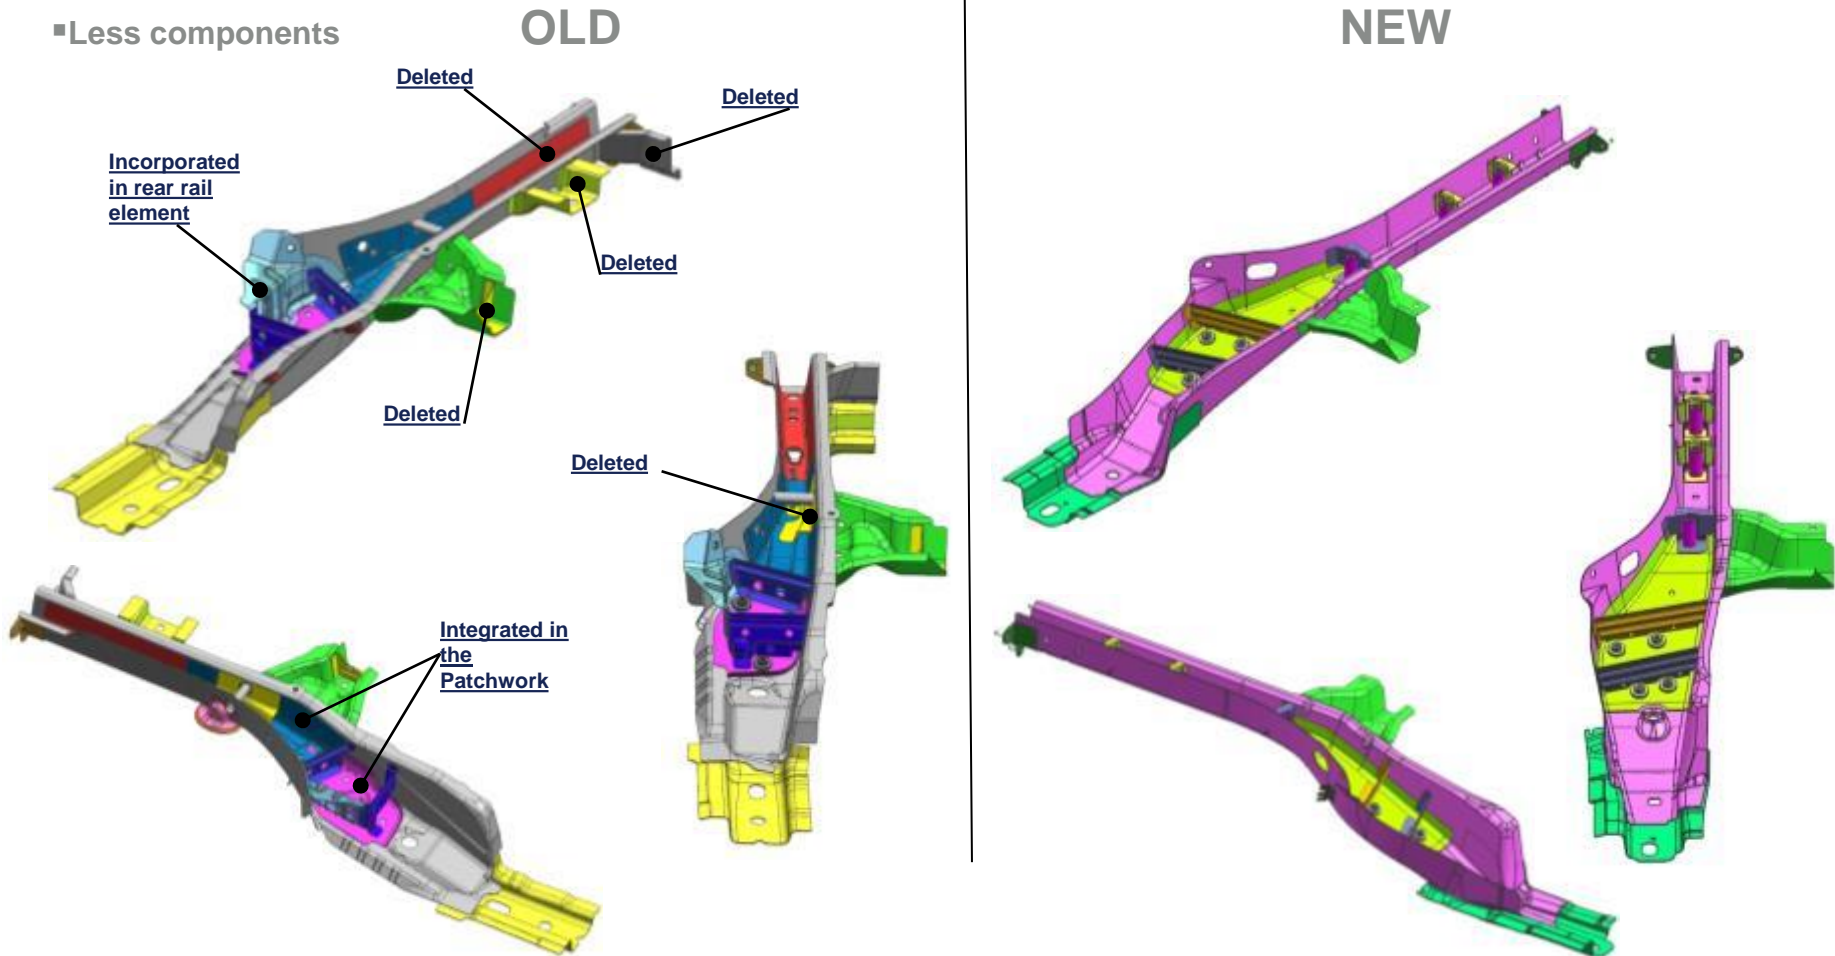 ▪Less components
OLD
NEW
Deleted
Deleted
Incorporated
in rear rail
element
Deleted
Deleted
Deleted
Integrated in
the
Patchwork